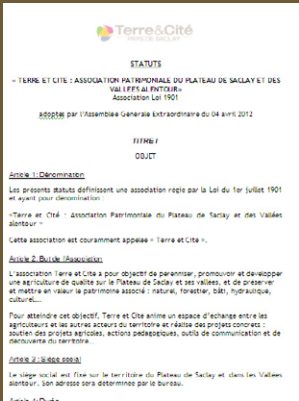 Terre&Cité
PAYS DE SACLAY
STATUTS
« TERRE ET CITE : ASSOCIATION PATRIMONIALE DU PLATEAU DE SACLAY ET DES
VALLEES ALENTOUR»
Association Loi 1901
adoptés par l'Assemblée Générale Extraordinaire du 04 avril 2012
TITRE I
OBJET
Article 1: Dénomination
Les présents statuts définissent une association régie par la Loi du 1er juillet 1901
et ayant pour dénomination :
«Terre et Cité : Association Patrimoniale du Plateau de Saclay et des Vallées
alentour »
Cette association est couramment appelée « Terre et Cité ».
Article 2: But de l'Association
L'association Terre et Cité a pour objectif de pérenniser, promouvoir et développer
une agriculture de qualité sur le Plateau de Saclay et ses vallées, et de préserver
et mettre en valeur le patrimoine associé : naturel, forestier, bâti, hydraulique,
culturel...
Pour atteindre cet objectif, Terre et Cité anime un espace d'échange entre les
agriculteurs et les autres acteurs du territoire et réalise des projets concrets :
soutien des projets agricoles, actions pédagogiques, outils de communication et de
découverte du territoire...
Article 3 : Siège social
Le siège social est fixé sur le territoire du Plateau de Saclay et dans les Vallées
alentour. Son adresse sera déterminée par le bureau.
Article 4: Durée